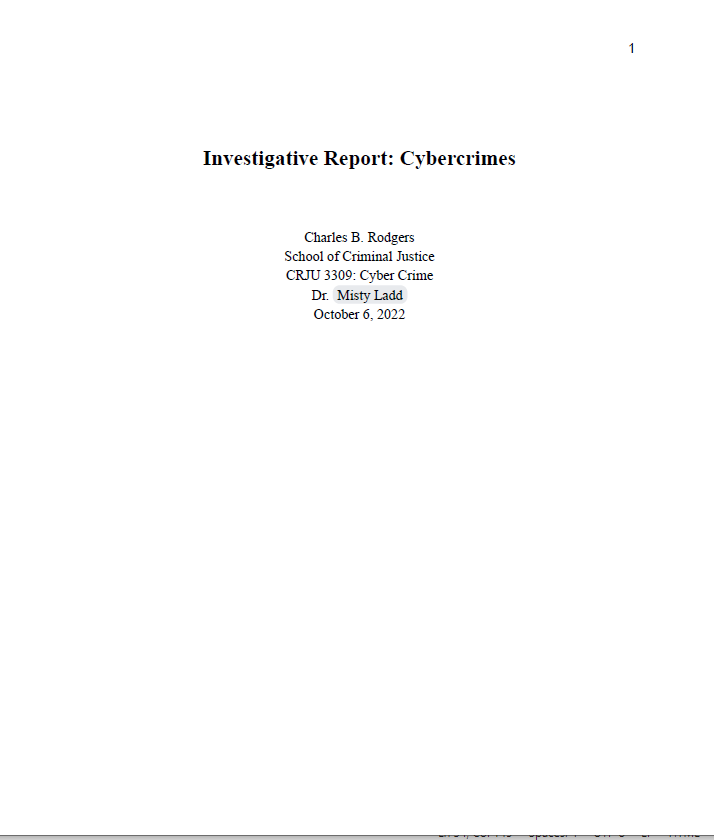 1
Investigative Report: Cybercrimes
Charles B. Rodgers
School of Criminal Justice
CRJU 3309: Cyber Crime
Dr. Misty Ladd
October 6, 2022